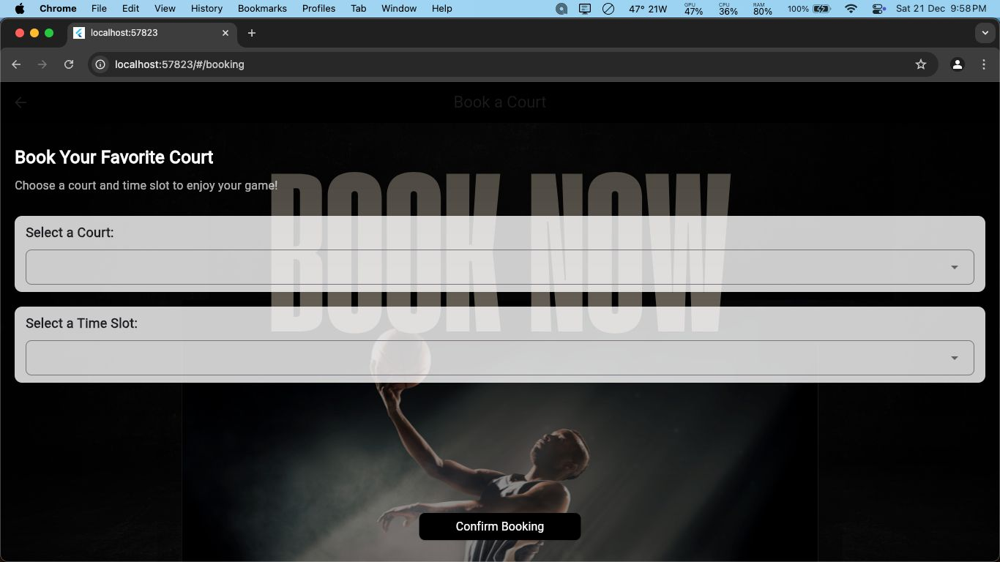 Chrome File Edit View History Bookmarks Profiles Tab Window Help 47° 21W GPU 47% CPU 36% RAM 80% 100% Sat 21 Dec 9:58 PM
localhost:57823
localhost:57823/#/booking
Book a Court
Book Your Favorite Court
Choose a court and time slot to enjoy your game!
BOOK NOW
Select a Court:
Select a Time Slot:
Confirm Booking